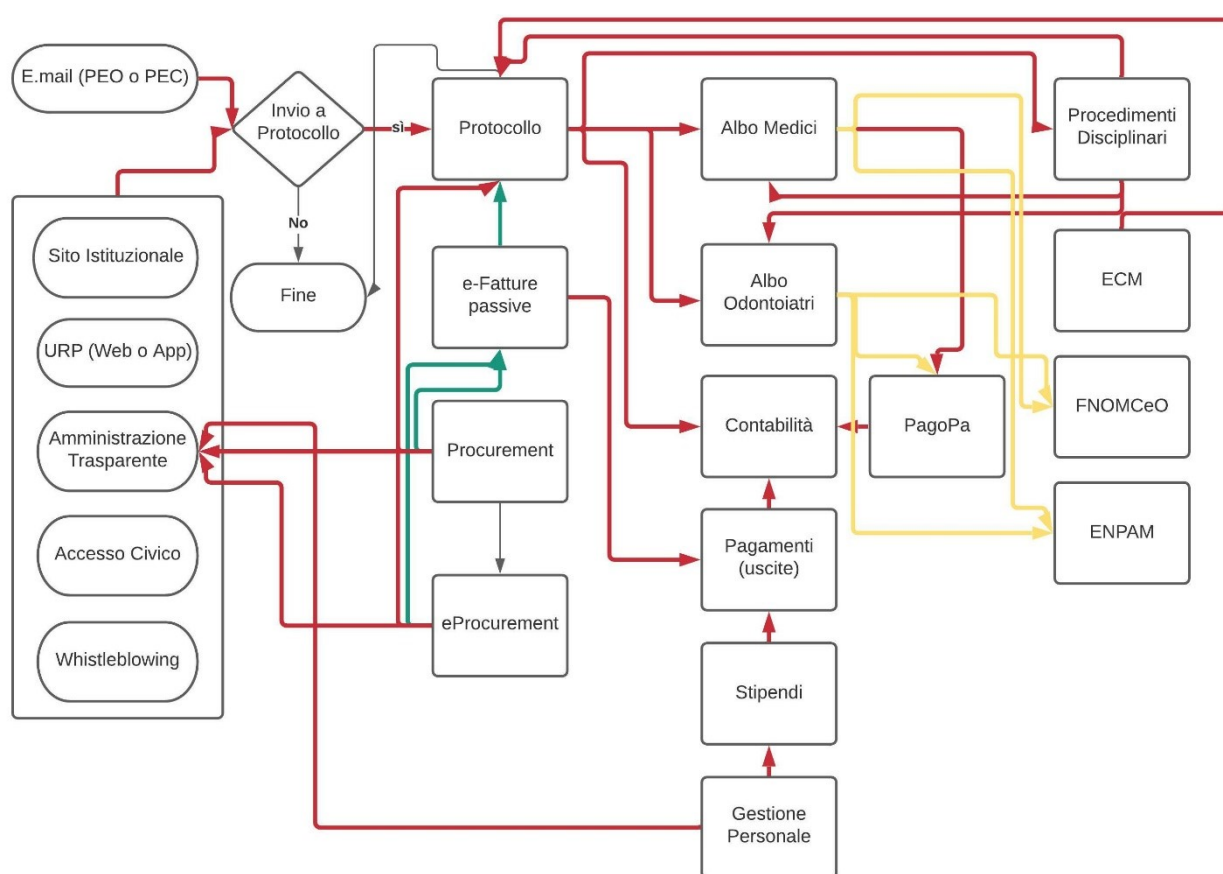 E.mail (PEO o PEC)
Invio a
Protocollo
sì
No
Fine
Protocollo
Albo Medici
Procedimenti
Disciplinari
Sito Istituzionale
URP (Web o App)
Amministrazione
Trasparente
Accesso Civico
Whistleblowing
e-Fatture
passive
Procurement
eProcurement
Albo
Odontoiatri
Contabilità
PagoPa
Pagamenti
(uscite)
Stipendi
Gestione
Personale
ECM
FNOMCeO
ENPAM